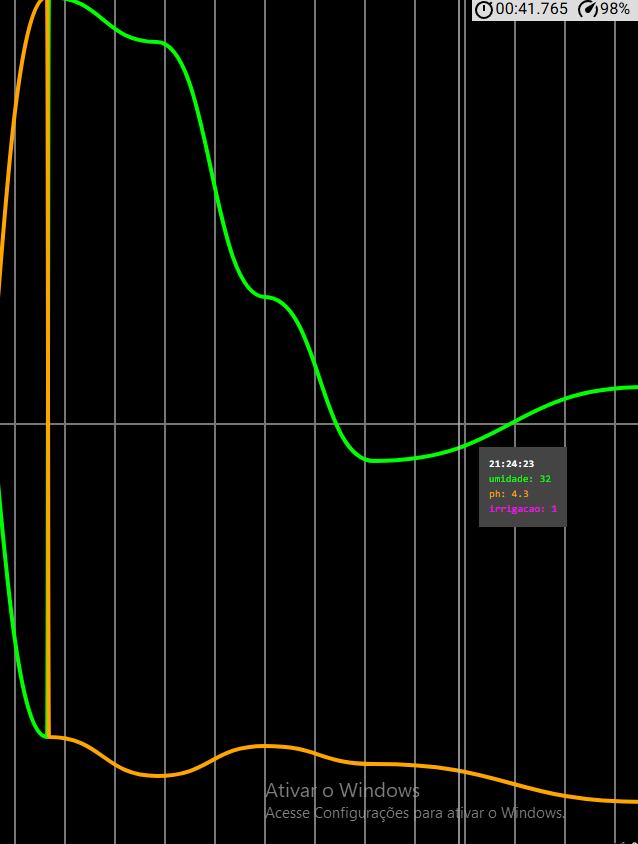 00:41.765 98%
21:24:23
umidade: 32
ph: 4.3
irrigacao: 1
Ativar o Windows
Acesse Configurações para ativar o Windows.